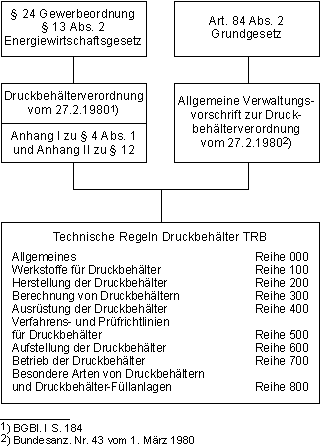 § 24 Gewerbeordnung
§ 13 Abs. 2
Energiewirtschaftsgesetz
Art. 84 Abs. 2
Grundgesetz
Druckbehälterverordnung
vom 27.2.1980¹)
Anhang I zu § 4 Abs. 1
und Anhang II zu § 12
Allgemeine Verwaltungs-
vorschrift zur Druck-
behälterverordnung
vom 27.2.1980²)
Technische Regeln Druckbehälter TRB
Allgemeines Reihe 000
Werkstoffe für Druckbehälter Reihe 100
Herstellung der Druckbehälter Reihe 200
Berechnung von Druckbehältern Reihe 300
Ausrüstung der Druckbehälter Reihe 400
Verfahrens- und Prüfrichtlinien
für Druckbehälter Reihe 500
Aufstellung der Druckbehälter Reihe 600
Betrieb der Druckbehälter Reihe 700
Besondere Arten von Druckbehältern
und Druckbehälter-Füllanlagen Reihe 800
¹) BGBl. I S. 184
²) Bundesanz. Nr. 43 vom 1. März 1980